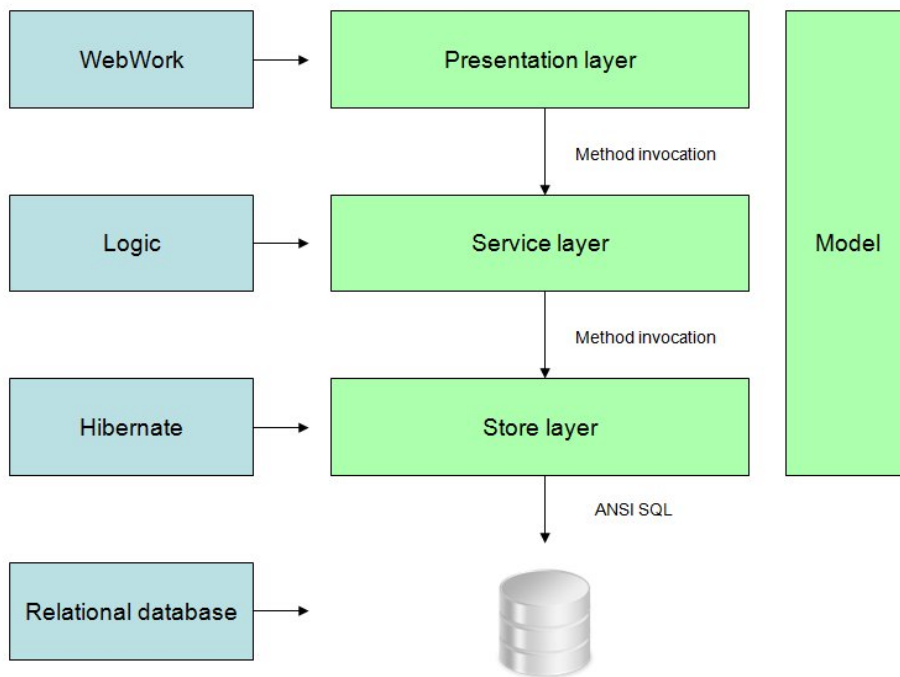 WebWork
Presentation layer
Method invocation
Logic
Service layer
Model
Method invocation
Hibernate
Store layer
ANSI SQL
Relational database